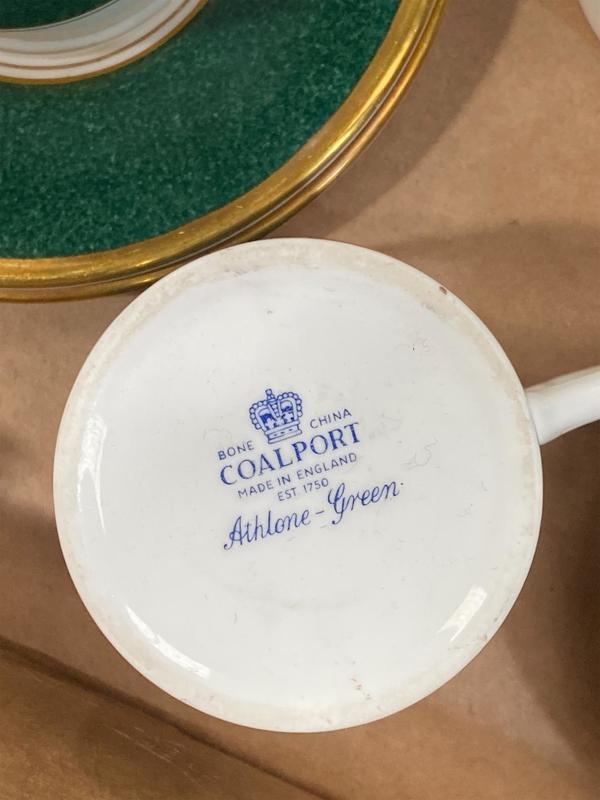 BONE CHINA
COALPORT
MADE IN ENGLAND
EST. 1750
Athlone-Green.